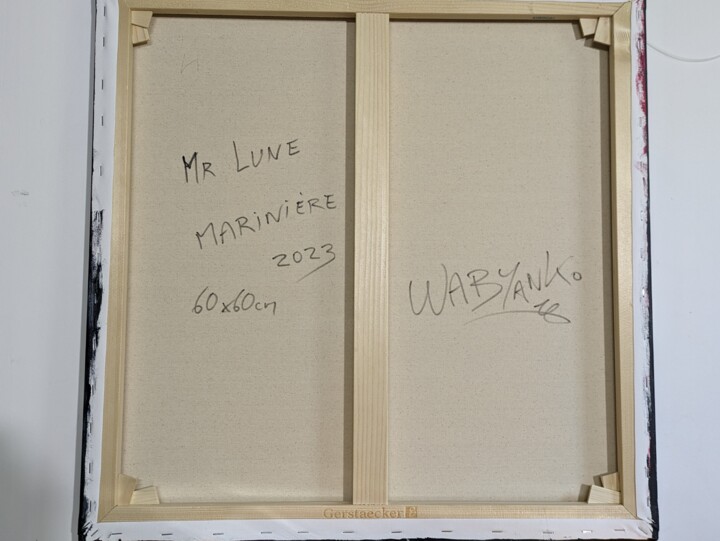 MR LUNE
MARINIÈRE
2023
60x60cm
WABYANKO
Gerstaecker